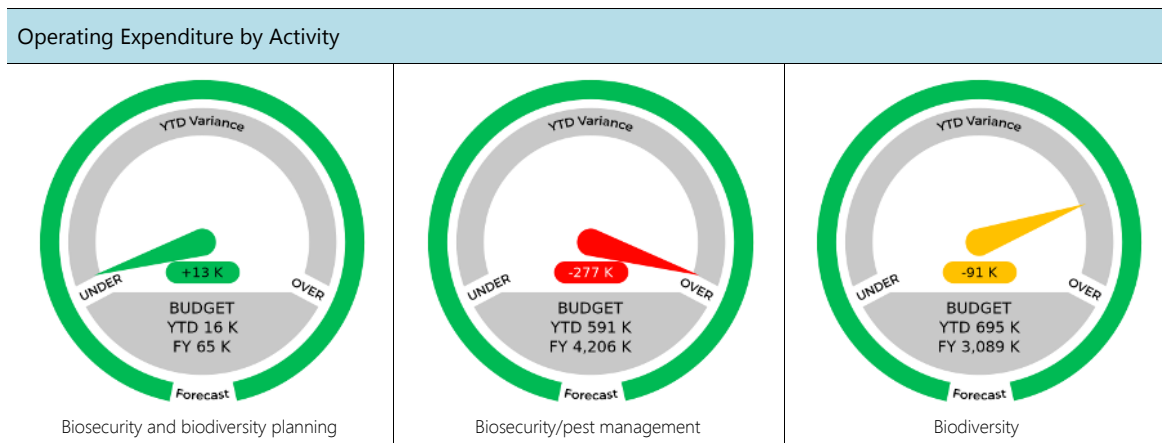 Operating Expenditure by Activity
YTD Variance
+13 K
UNDER
OVER
BUDGET
YTD 16 K
FY 65 K
Forecast
Biosecurity and biodiversity planning
YTD Variance
-277 K
UNDER
OVER
BUDGET
YTD 591 K
FY 4,206 K
Forecast
Biosecurity/pest management
YTD Variance
-91 K
UNDER
OVER
BUDGET
YTD 695 K
FY 3,089 K
Forecast
Biodiversity